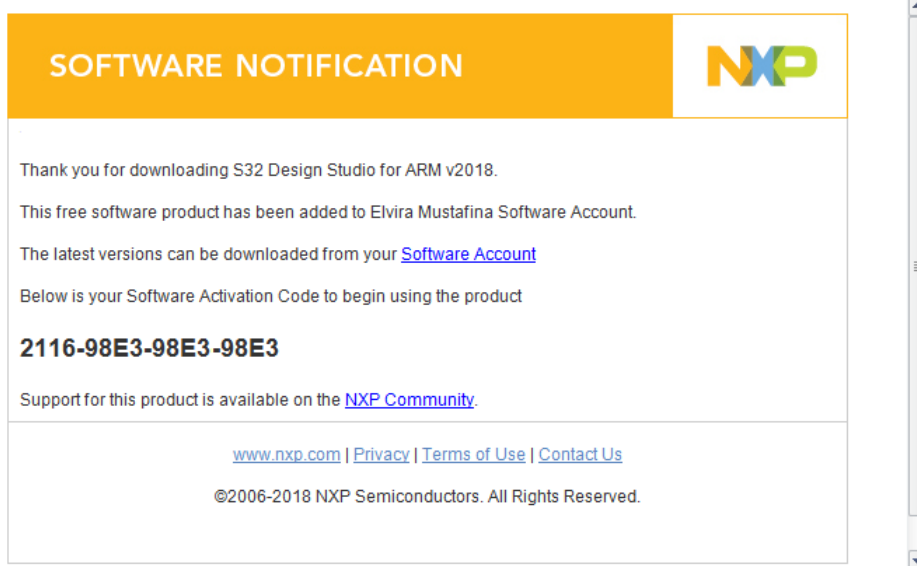 SOFTWARE NOTIFICATION
NXP
Thank you for downloading S32 Design Studio for ARM v2018.
This free software product has been added to Elvira Mustafina Software Account.
The latest versions can be downloaded from your Software Account
Below is your Software Activation Code to begin using the product
2116-98E3-98E3-98E3
Support for this product is available on the NXP Community.
www.nxp.com | Privacy | Terms of Use | Contact Us
©2006-2018 NXP Semiconductors. All Rights Reserved.